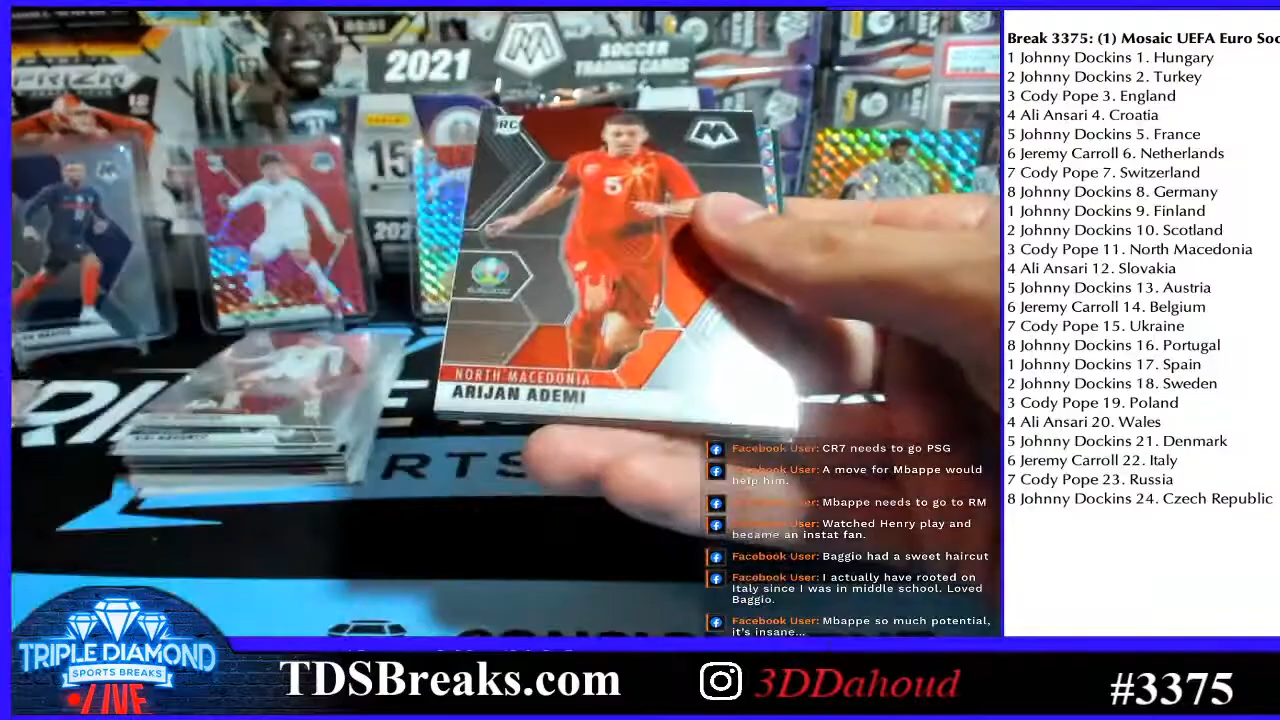 2021
SOCCER
TRADING CARDS
PRIZM
15
202
RC
5
NORTH MACEDONIA
ARIJAN ADEMI
RTS
Facebook User: CR7 needs to go PSG
Facebook User: A move for Mbappe would
help him.
Facebook User: Mbappe needs to go to RM
Facebook User: Watched Henry play and
became an instat fan.
Facebook User: Baggio had a sweet haircut
Facebook User: I actually have rooted on
Italy since I was in middle school. Loved
Baggio.
Facebook User: Mbappe so much potential,
it's insane...
Break 3375: (1) Mosaic UEFA Euro Soc
1 Johnny Dockins 1. Hungary
2 Johnny Dockins 2. Turkey
3 Cody Pope 3. England
4 Ali Ansari 4. Croatia
5 Johnny Dockins 5. France
6 Jeremy Carroll 6. Netherlands
7 Cody Pope 7. Switzerland
8 Johnny Dockins 8. Germany
1 Johnny Dockins 9. Finland
2 Johnny Dockins 10. Scotland
3 Cody Pope 11. North Macedonia
4 Ali Ansari 12. Slovakia
5 Johnny Dockins 13. Austria
6 Jeremy Carroll 14. Belgium
7 Cody Pope 15. Ukraine
8 Johnny Dockins 16. Portugal
1 Johnny Dockins 17. Spain
2 Johnny Dockins 18. Sweden
3 Cody Pope 19. Poland
4 Ali Ansari 20. Wales
5 Johnny Dockins 21. Denmark
6 Jeremy Carroll 22. Italy
7 Cody Pope 23. Russia
8 Johnny Dockins 24. Czech Republic
TRIPLE DIAMOND
SPORTS BREAKS
LIVE
TDSBreaks.com
3DDahoud
#3375